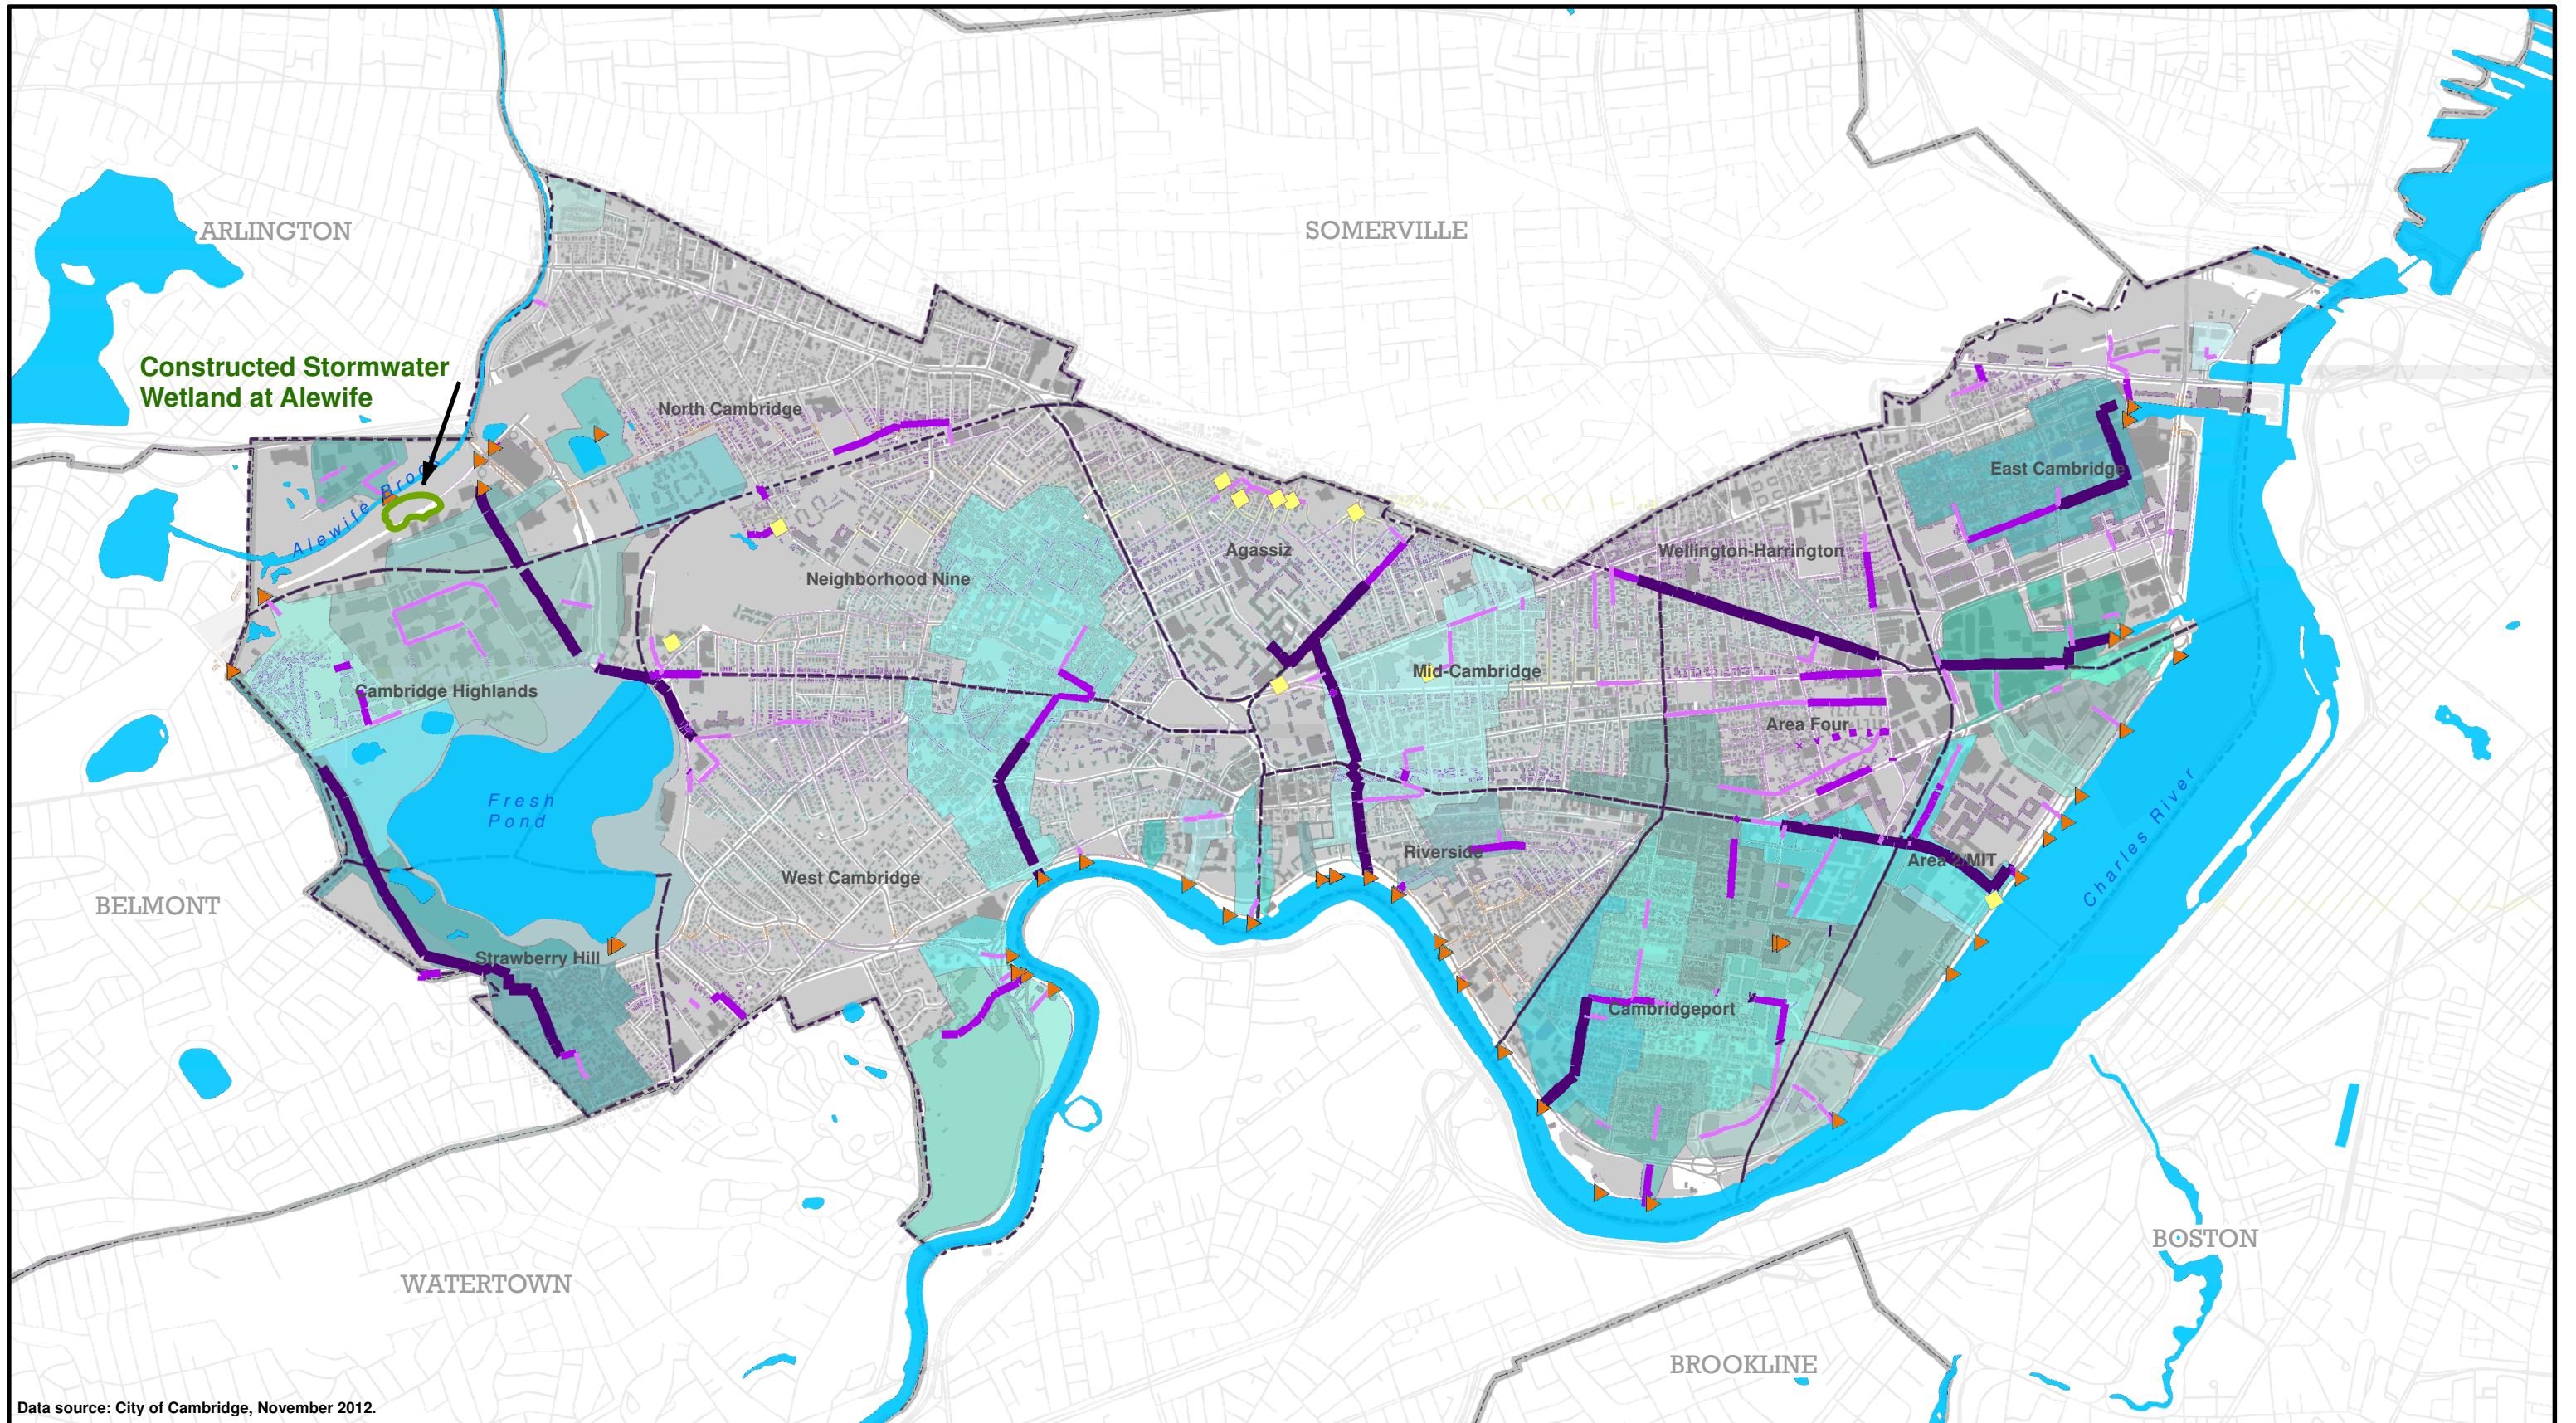 ARLINGTON
SOMERVILLE
Constructed Stormwater
Wetland at Alewife
North Cambridge
East Cambridge
Alewife Broo
Agassiz
Wellington-Harrington
Neighborhood Nine
Mid-Cambridge
Cambridge Highlands
Area Four
Fresh
Pond
Charles River
Riverside
Area 2/MIT
West Cambridge
BELMONT
Strawberry Hill
Cambridgeport
BOSTON
WATERTOWN
BROOKLINE
Data source: City of Cambridge, November 2012.